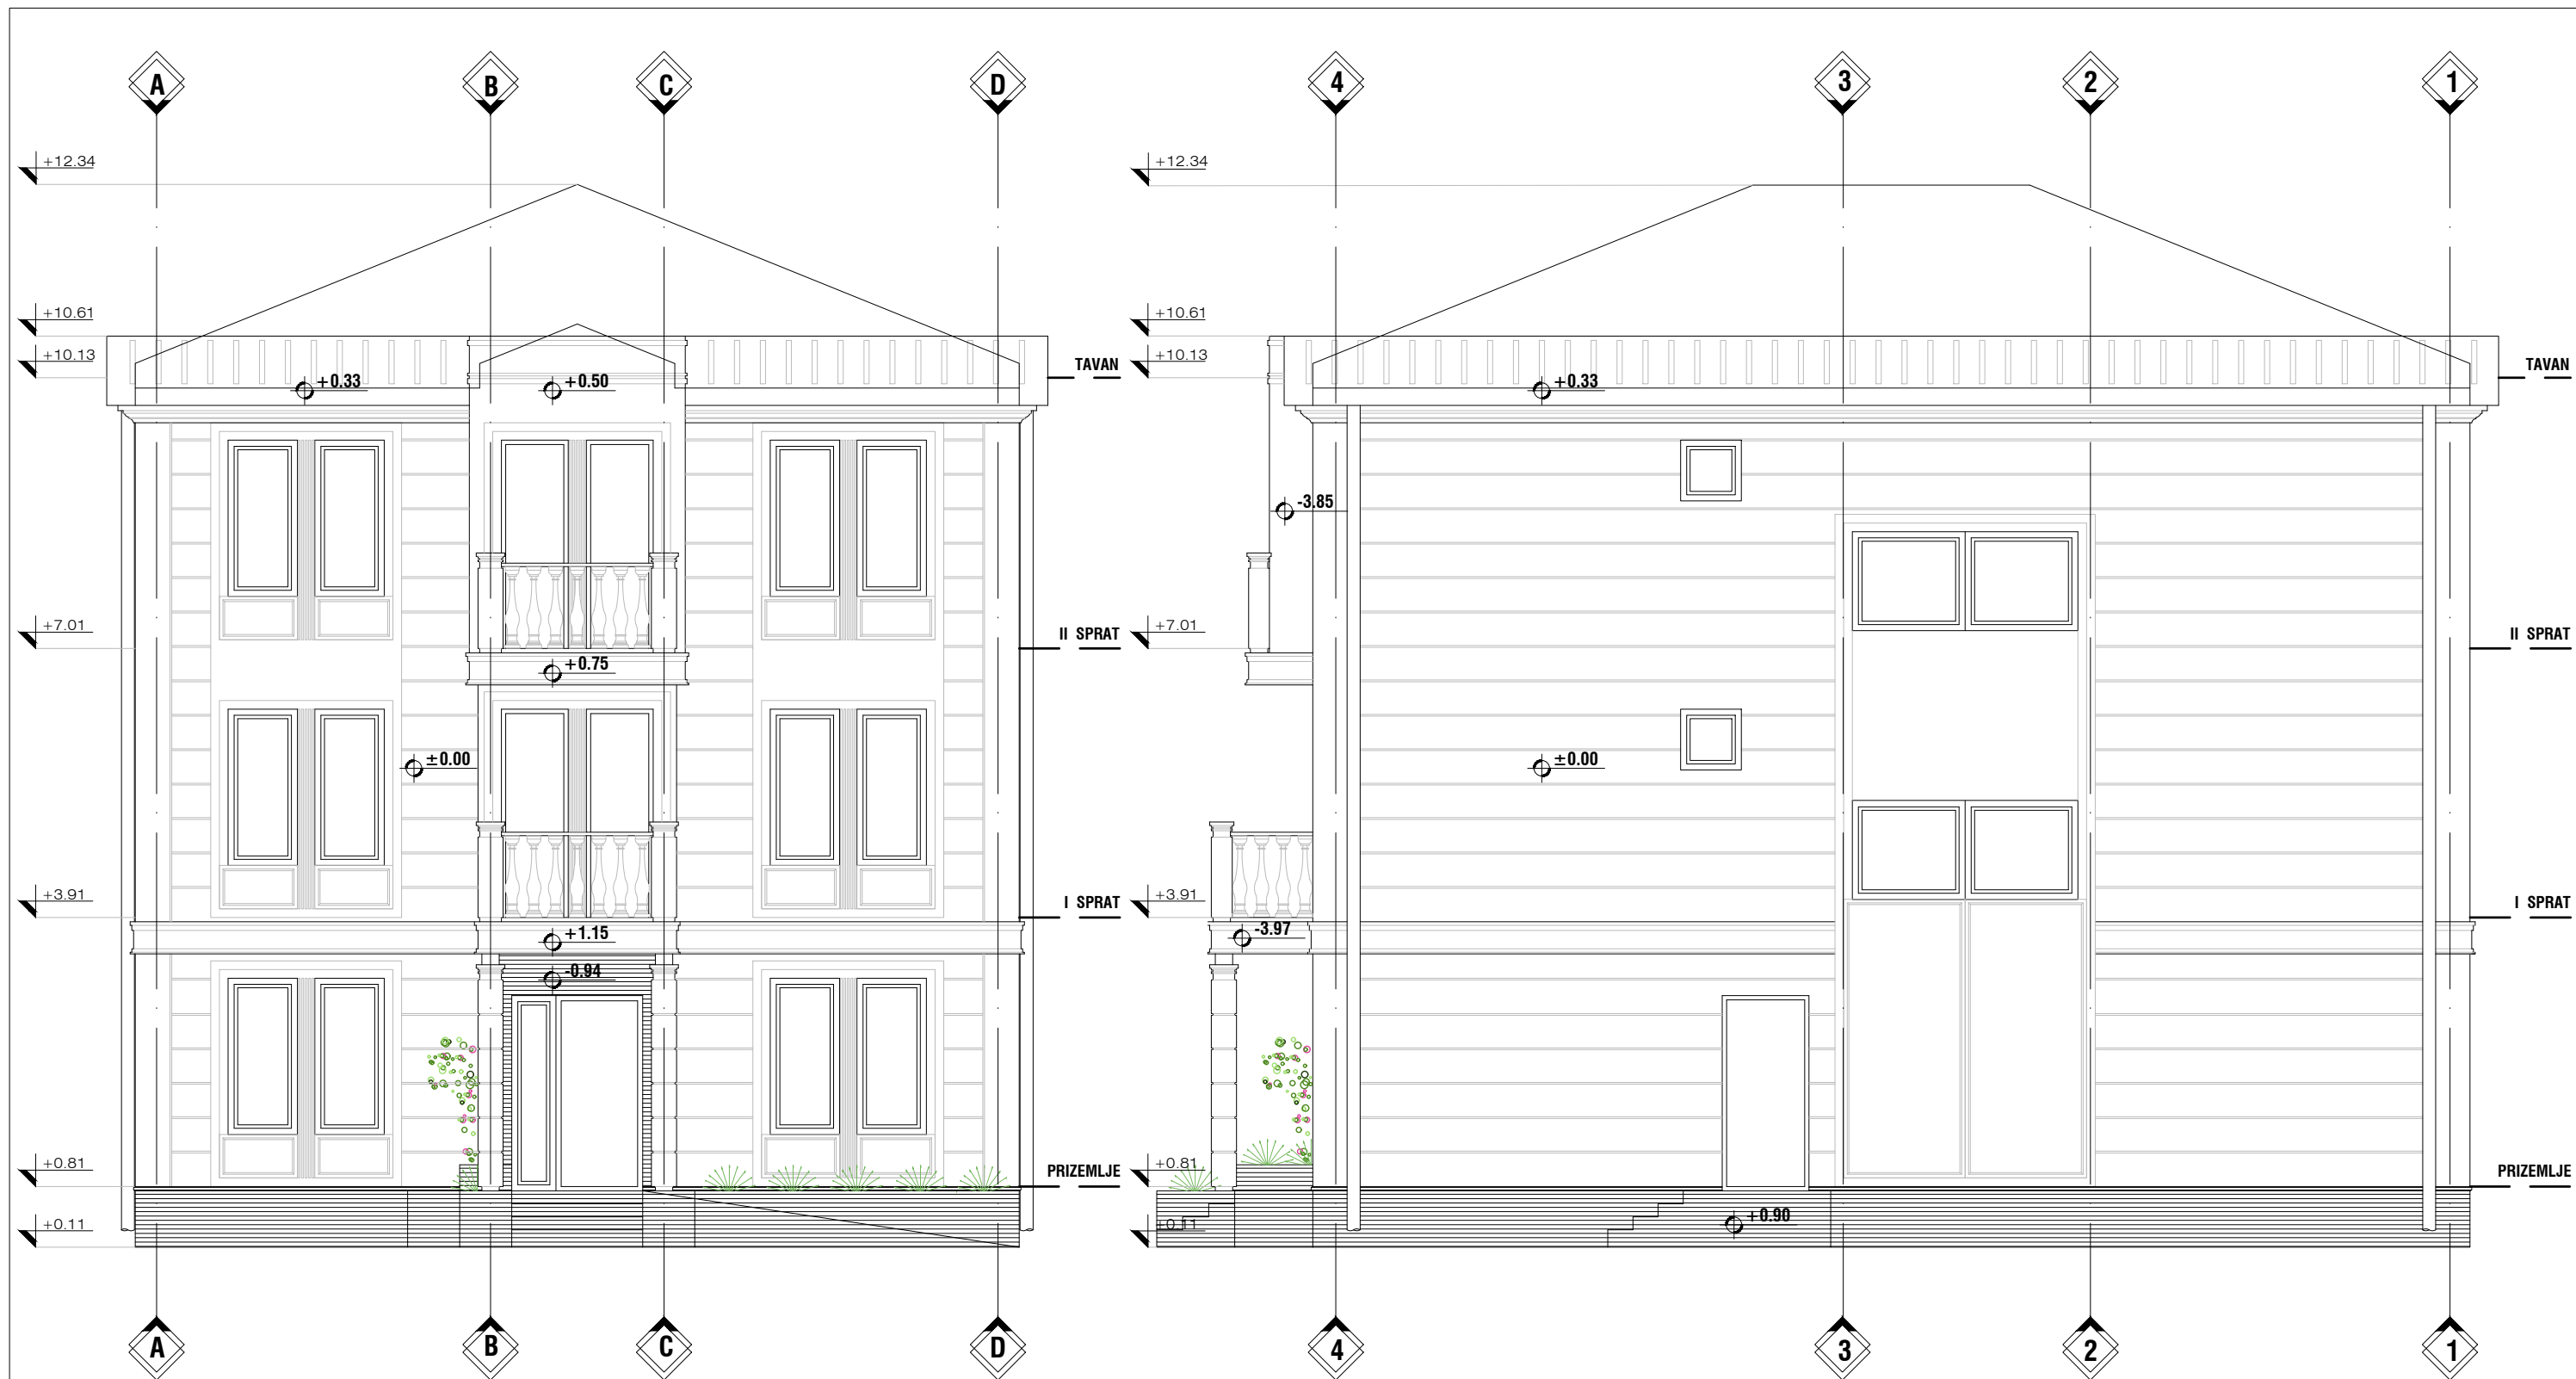 A B C D 4 3 2 1
+12.34 +12.34
+10.61 +10.61
+10.13 TAVAN +10.13 TAVAN
+0.33 +0.50 +0.33
-3.85
+7.01 II SPRAT +7.01 II SPRAT
+0.75
±0.00 ±0.00
+3.91 I SPRAT +3.91 I SPRAT
+1.15 -3.97
-0.94
+0.81 PRIZEMLJE +0.81 PRIZEMLJE
+0.11 +0.11 +0.90
A B C D 4 3 2 1